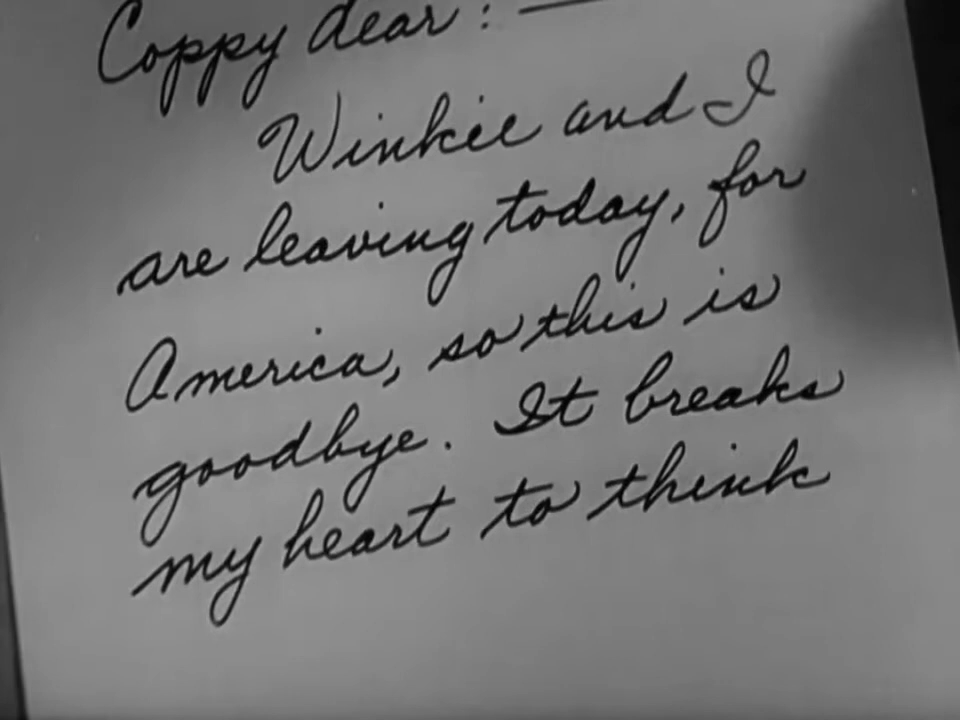 Coppy dear: —
Winkie and I
are leaving today, for
America, so this is
goodbye. It breaks
my heart to think